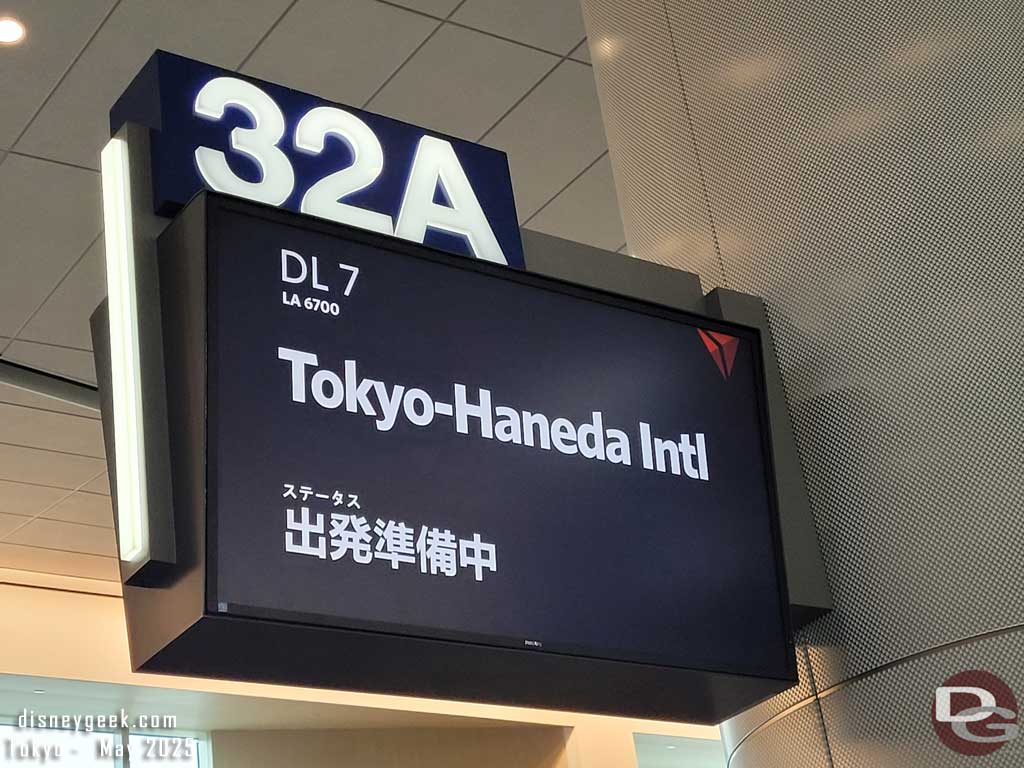 32A
DL 7
LA 6700
Tokyo-Haneda Intl
ステータス
出発準備中
disneygeek.com
Tokyo - May 2025
DG